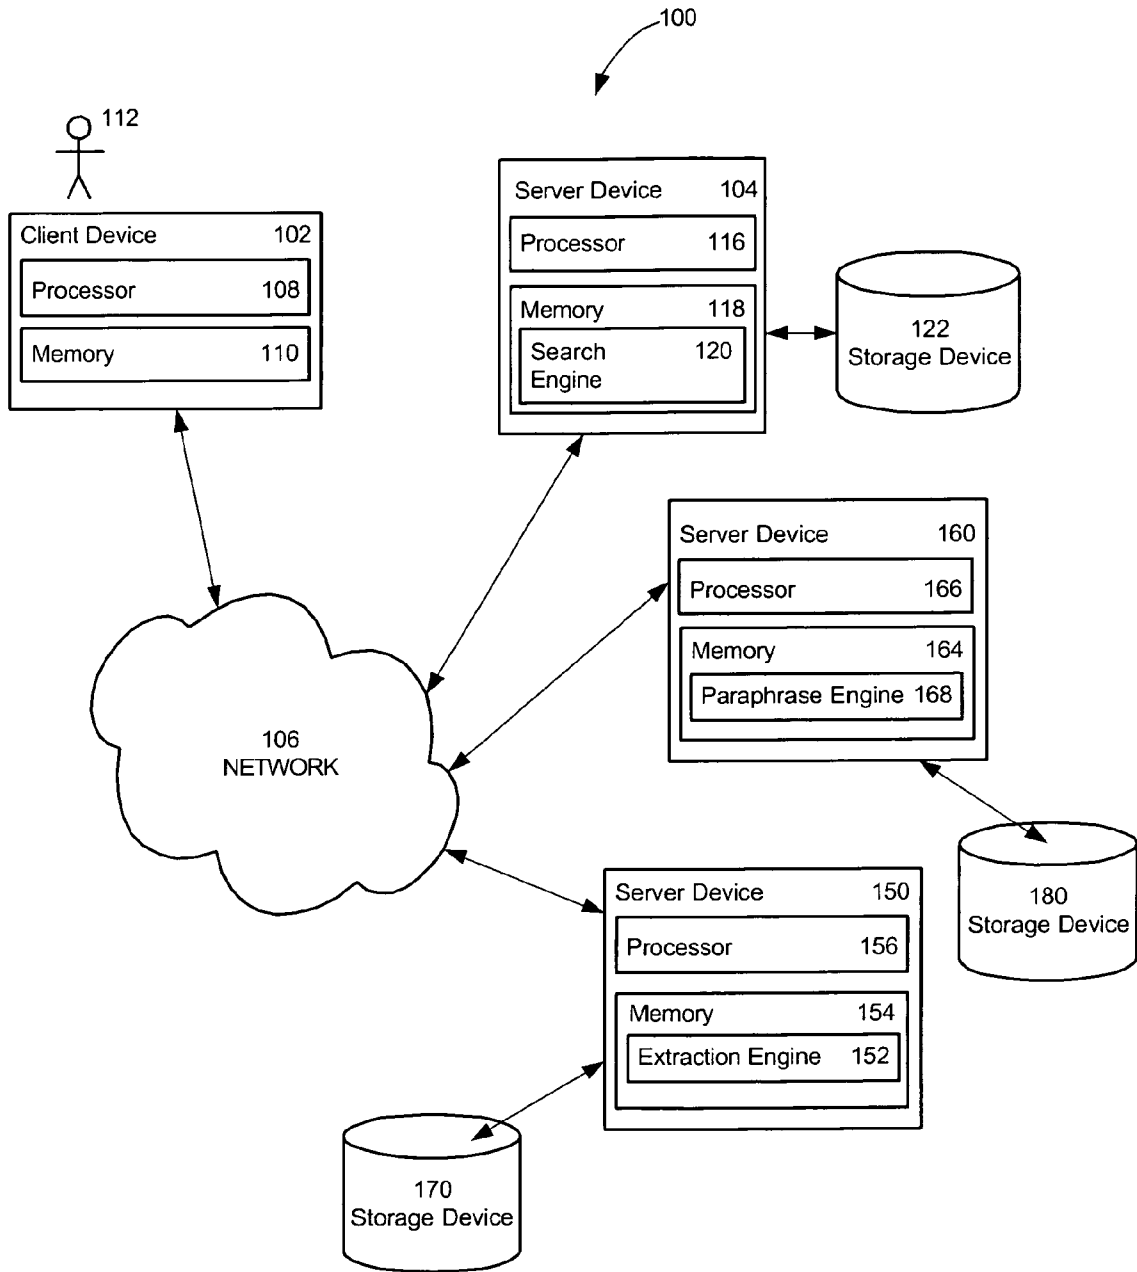 100
112
Client Device 102
Processor 108
Memory 110
Server Device 104
Processor 116
Memory 118
Search 120
Engine
122
Storage Device
Server Device 160
Processor 166
Memory 164
Paraphrase Engine 168
106
NETWORK
180
Storage Device
Server Device 150
Processor 156
Memory 154
Extraction Engine 152
170
Storage Device